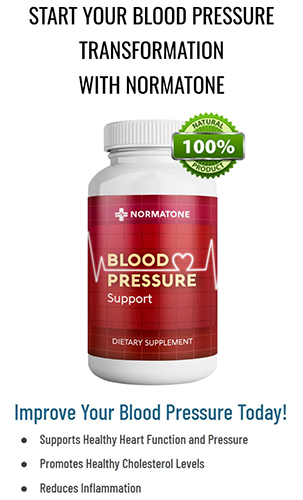 START YOUR BLOOD PRESSURE
TRANSFORMATION
WITH NORMATONE
NATURAL
100%
PRODUCT
NORMATONE
BLOOD
PRESSURE
Support
DIETARY SUPPLEMENT
Improve Your Blood Pressure Today!
● Supports Healthy Heart Function and Pressure
● Promotes Healthy Cholesterol Levels
● Reduces Inflammation